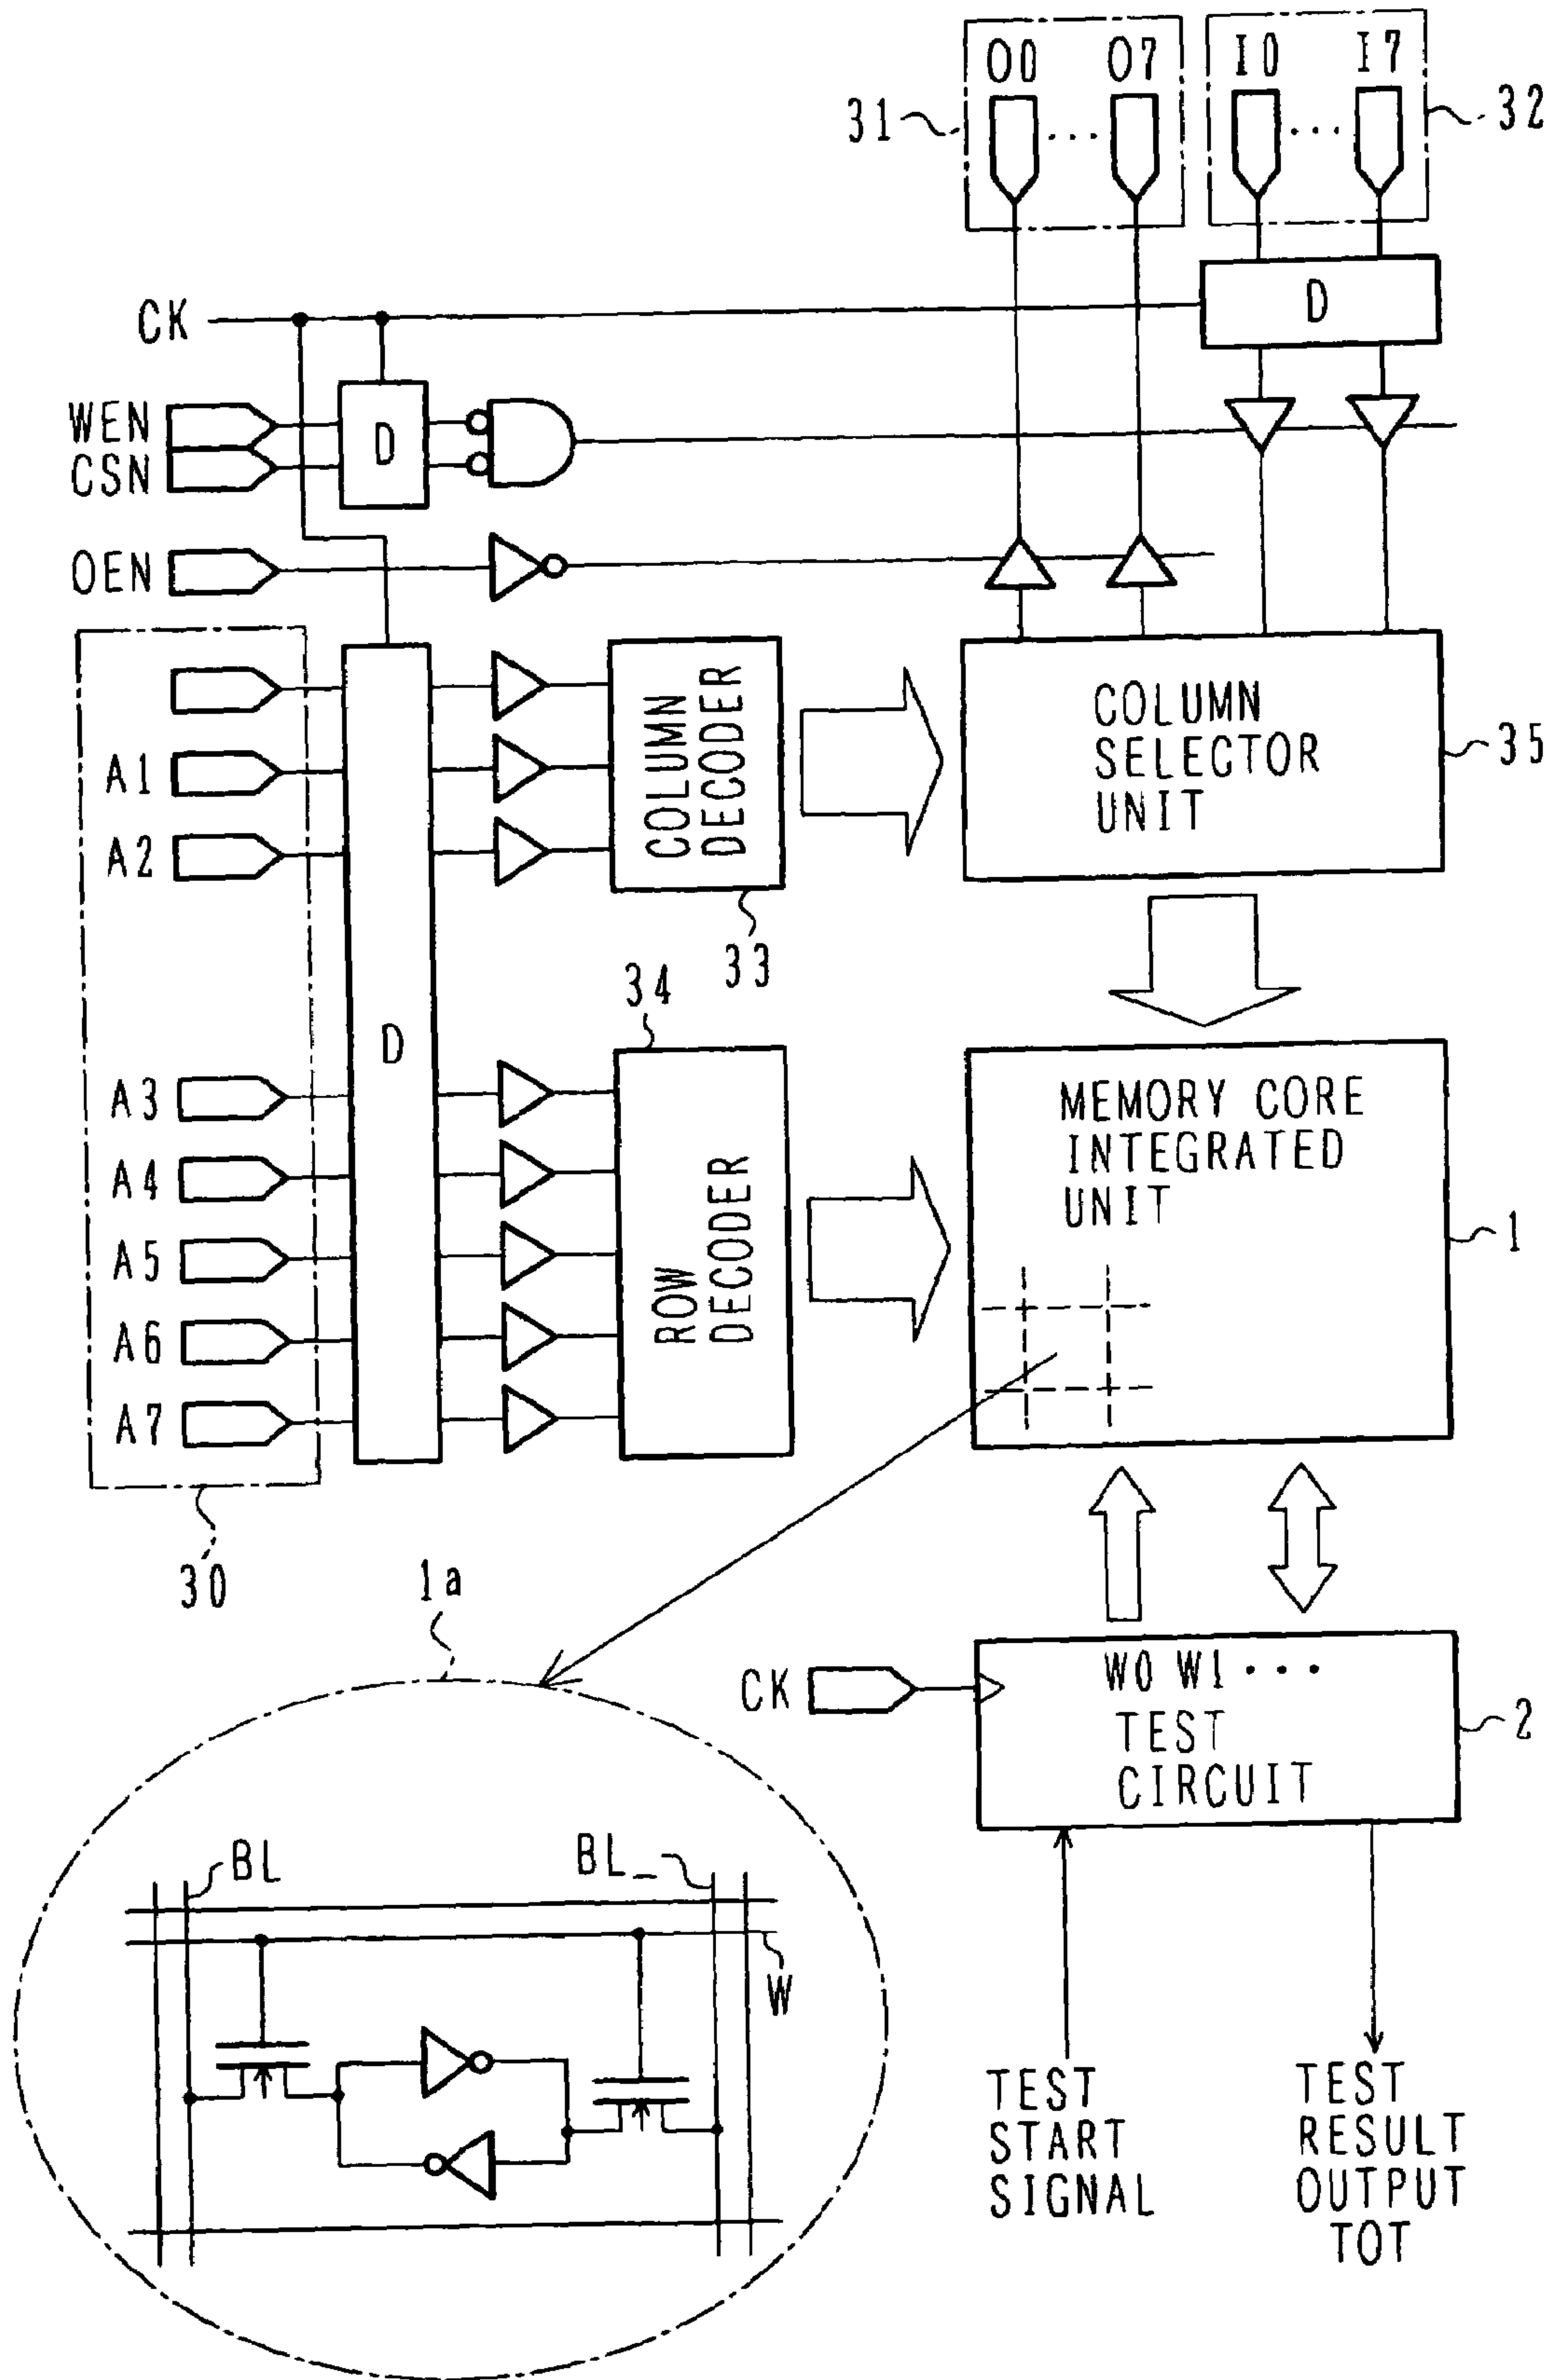 O0 O7 I0 I7
31
32
CK
D
WEN
CSN
D
OEN
A1
A2
COLUMN
DECODER
33
COLUMN
SELECTOR
UNIT
35
34
D
A3
A4
A5
A6
A7
ROW
DECODER
MEMORY CORE
INTEGRATED
UNIT
1
30
1a
CK
W0 W1 ...
TEST
CIRCUIT
2
BL
BL_
W
TEST
START
SIGNAL
TEST
RESULT
OUTPUT
TOT